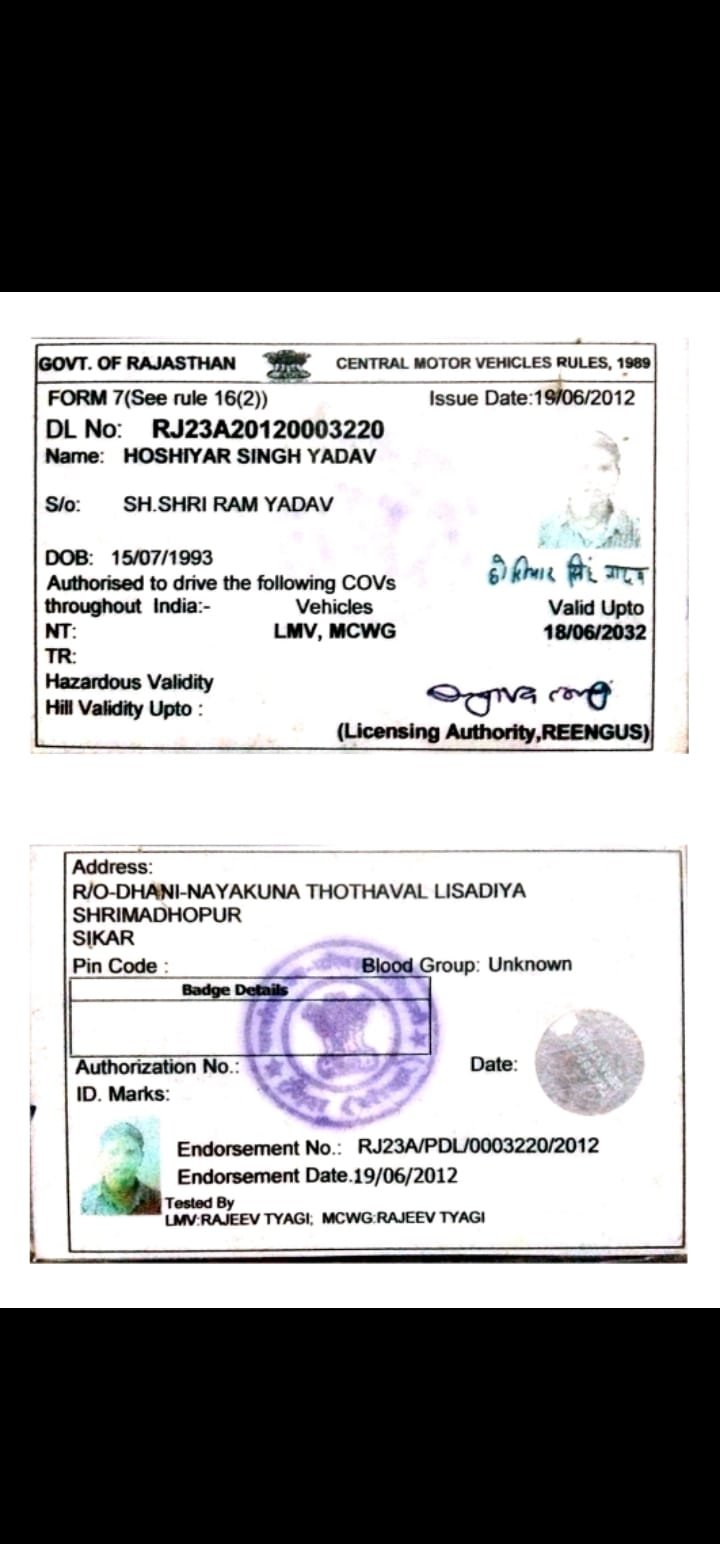 GOVT. OF RAJASTHAN CENTRAL MOTOR VEHICLES RULES, 1989
FORM 7(See rule 16(2)) Issue Date:19/06/2012
DL No: RJ23A20120003220
Name: HOSHIYAR SINGH YADAV
S/o: SH.SHRI RAM YADAV
DOB: 15/07/1993
होशियार सिंह यादव
Authorised to drive the following COVs
throughout India:- Vehicles Valid Upto
NT: LMV, MCWG 18/06/2032
TR:
Hazardous Validity
Hill Validity Upto :
(Licensing Authority,REENGUS)
Address:
R/O-DHANI-NAYAKUNA THOTHAVAL LISADIYA
SHRIMADHOPUR
SIKAR
Pin Code : Blood Group: Unknown
Badge Details
Authorization No.: Date:
ID. Marks:
Endorsement No.: RJ23A/PDL/0003220/2012
Endorsement Date.19/06/2012
Tested By
LMV:RAJEEV TYAGI; MCWG:RAJEEV TYAGI